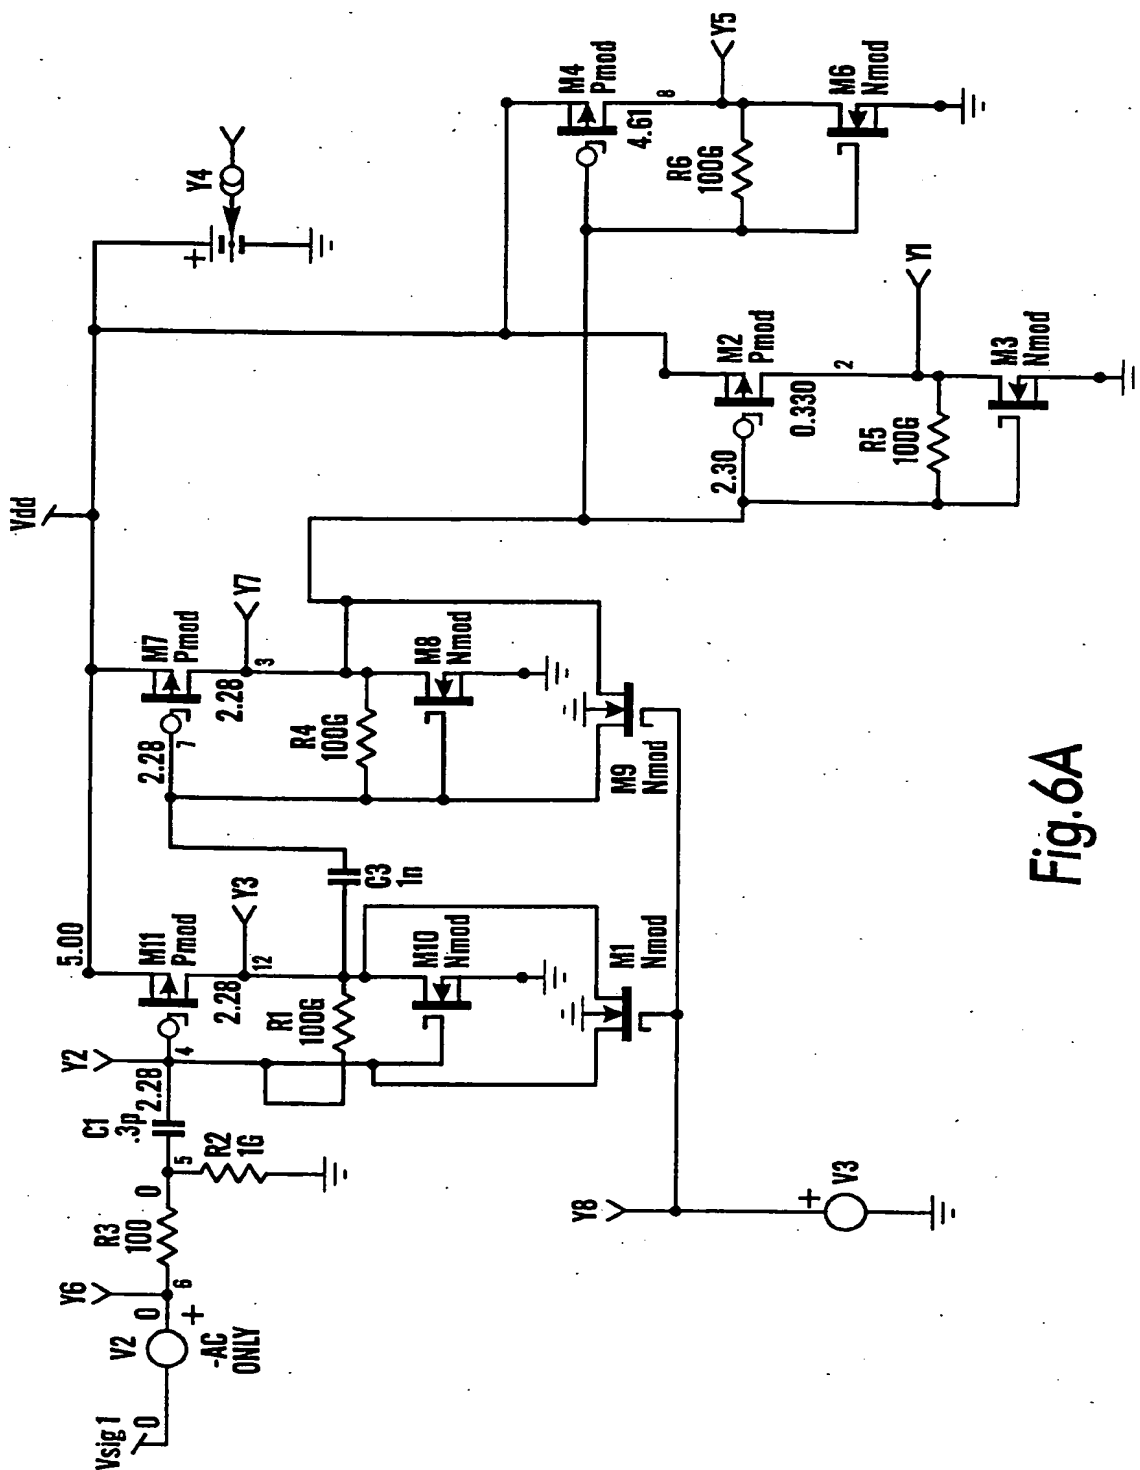 Vdd
5.00
Y4
+
Vsig 1
0
V2
-AC
ONLY
+
0
Y6
6
R3
100
0
5
R2
1G
C1
.3p
2.28
Y2
4
M11
Pmod
2.28
12
Y3
R1
100G
M10
Nmod
M1
Nmod
C3
1n
2.28
7
M7
Pmod
2.28
3
Y7
R4
100G
M8
Nmod
M9
Nmod
Y8
+
V3
M2
Pmod
2.30
0.330
2
Y1
R5
100G
M3
Nmod
M4
Pmod
4.61
8
Y5
R6
100G
M6
Nmod
Fig.6A